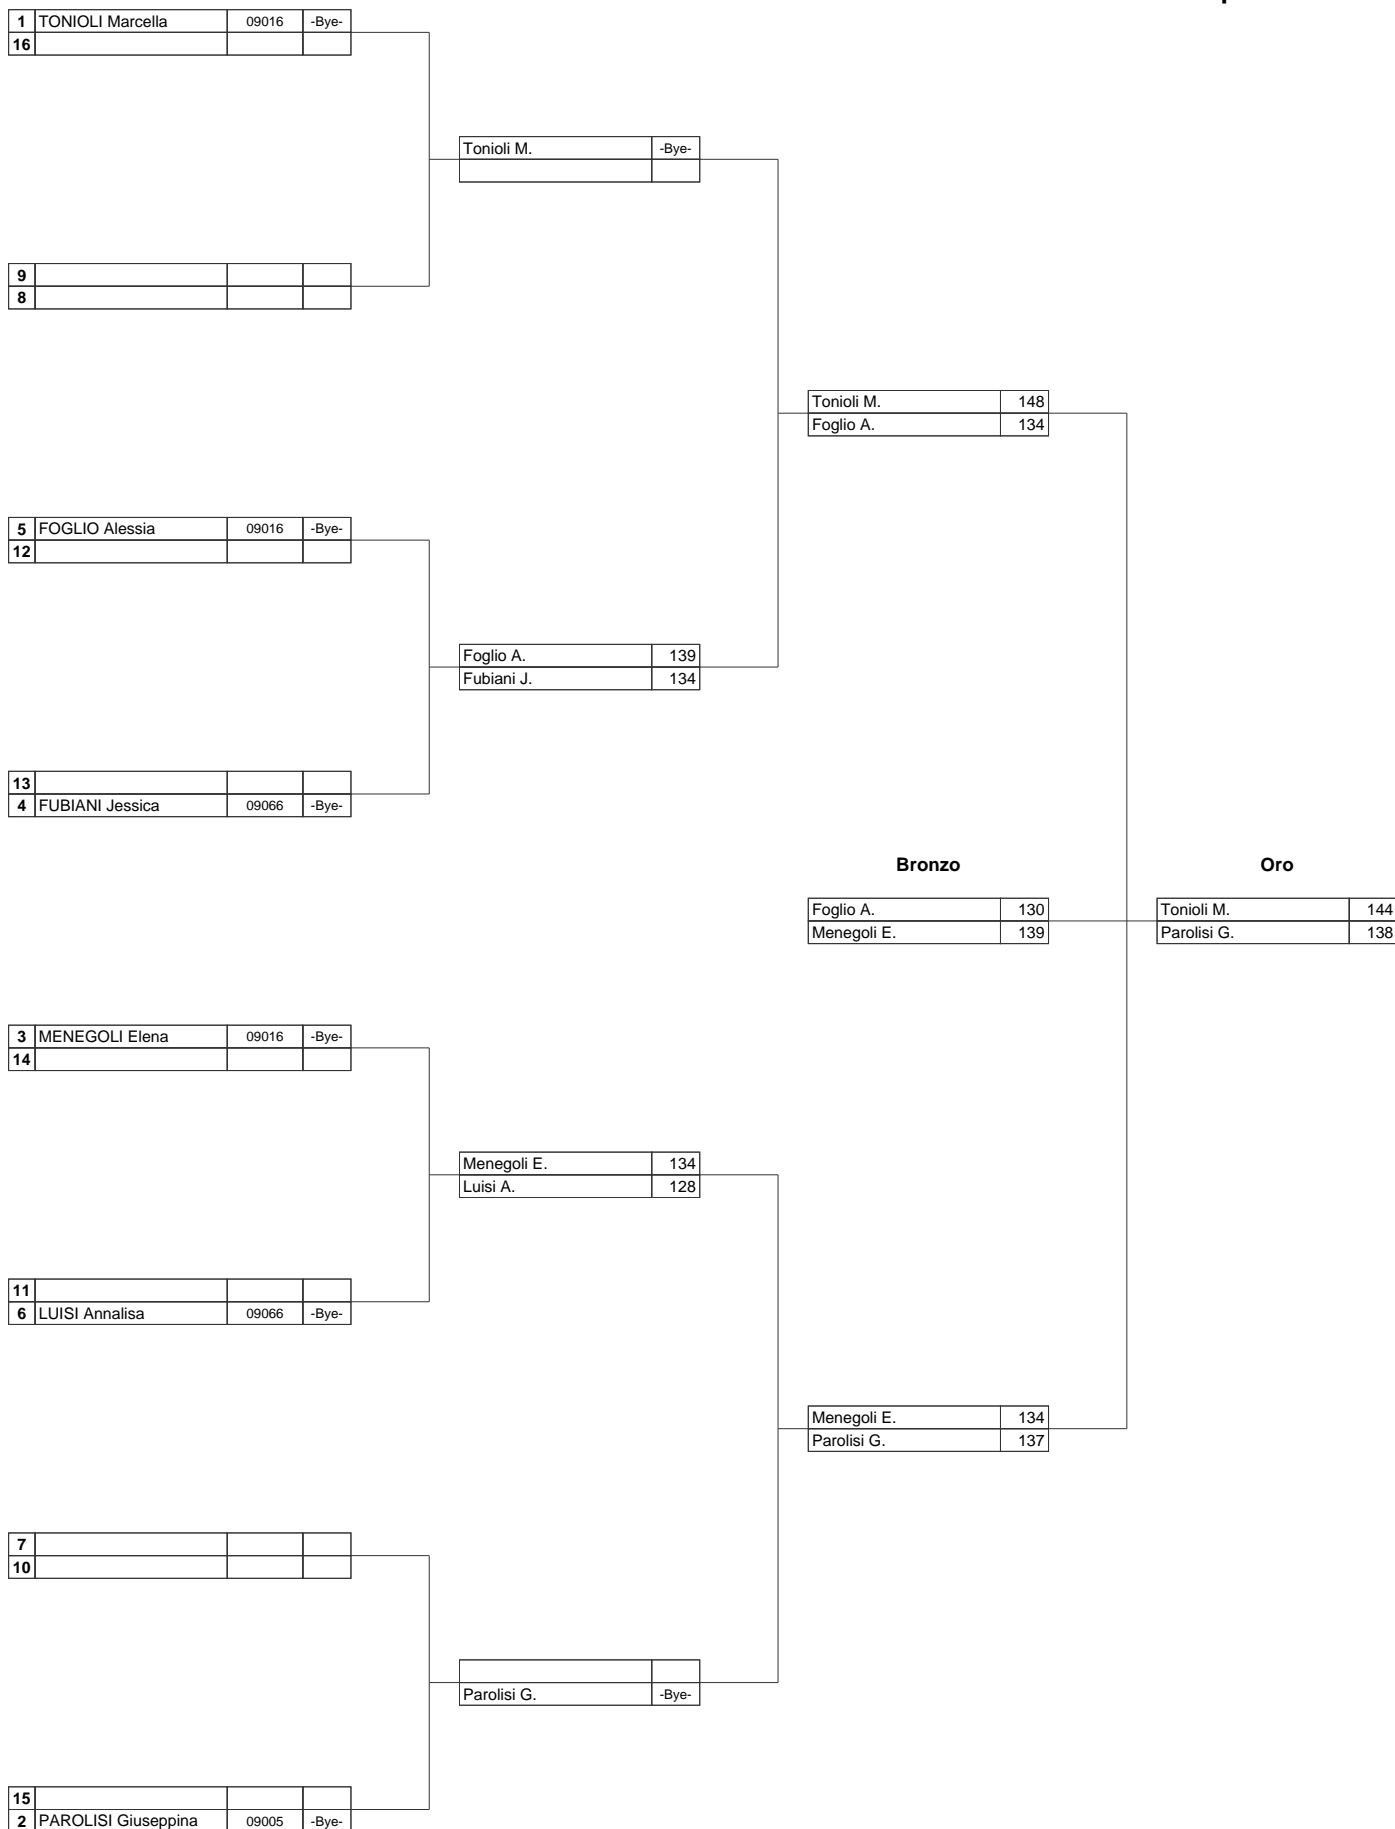 1 TONIOLI Marcella 09016 -Bye-
16
Tonioli M. -Bye-
9
8
Tonioli M. 148
Foglio A. 134
5 FOGLIO Alessia 09016 -Bye-
12
Foglio A. 139
Fubiani J. 134
13
4 FUBIANI Jessica 09066 -Bye-
Bronzo Oro
Foglio A. 130 Tonioli M. 144
Menegoli E. 139 Parolisi G. 138
3 MENEGOLI Elena 09016 -Bye-
14
Menegoli E. 134
Luisi A. 128
11
6 LUISI Annalisa 09066 -Bye-
Menegoli E. 134
Parolisi G. 137
7
10
Parolisi G. -Bye-
15
2 PAROLISI Giuseppina 09005 -Bye-